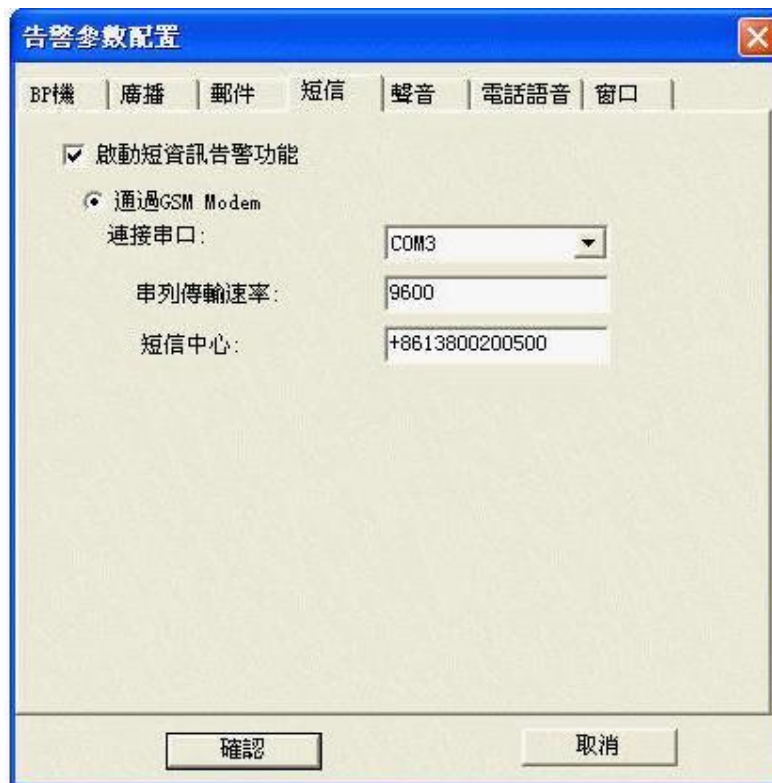 告警參數配置
BP機 廣播 郵件 短信 聲音 電話語音 窗口
啟動短資訊告警功能
通過GSM Modem
連接串口: COM3
串列傳輸速率: 9600
短信中心: +8613800200500
確認 取消